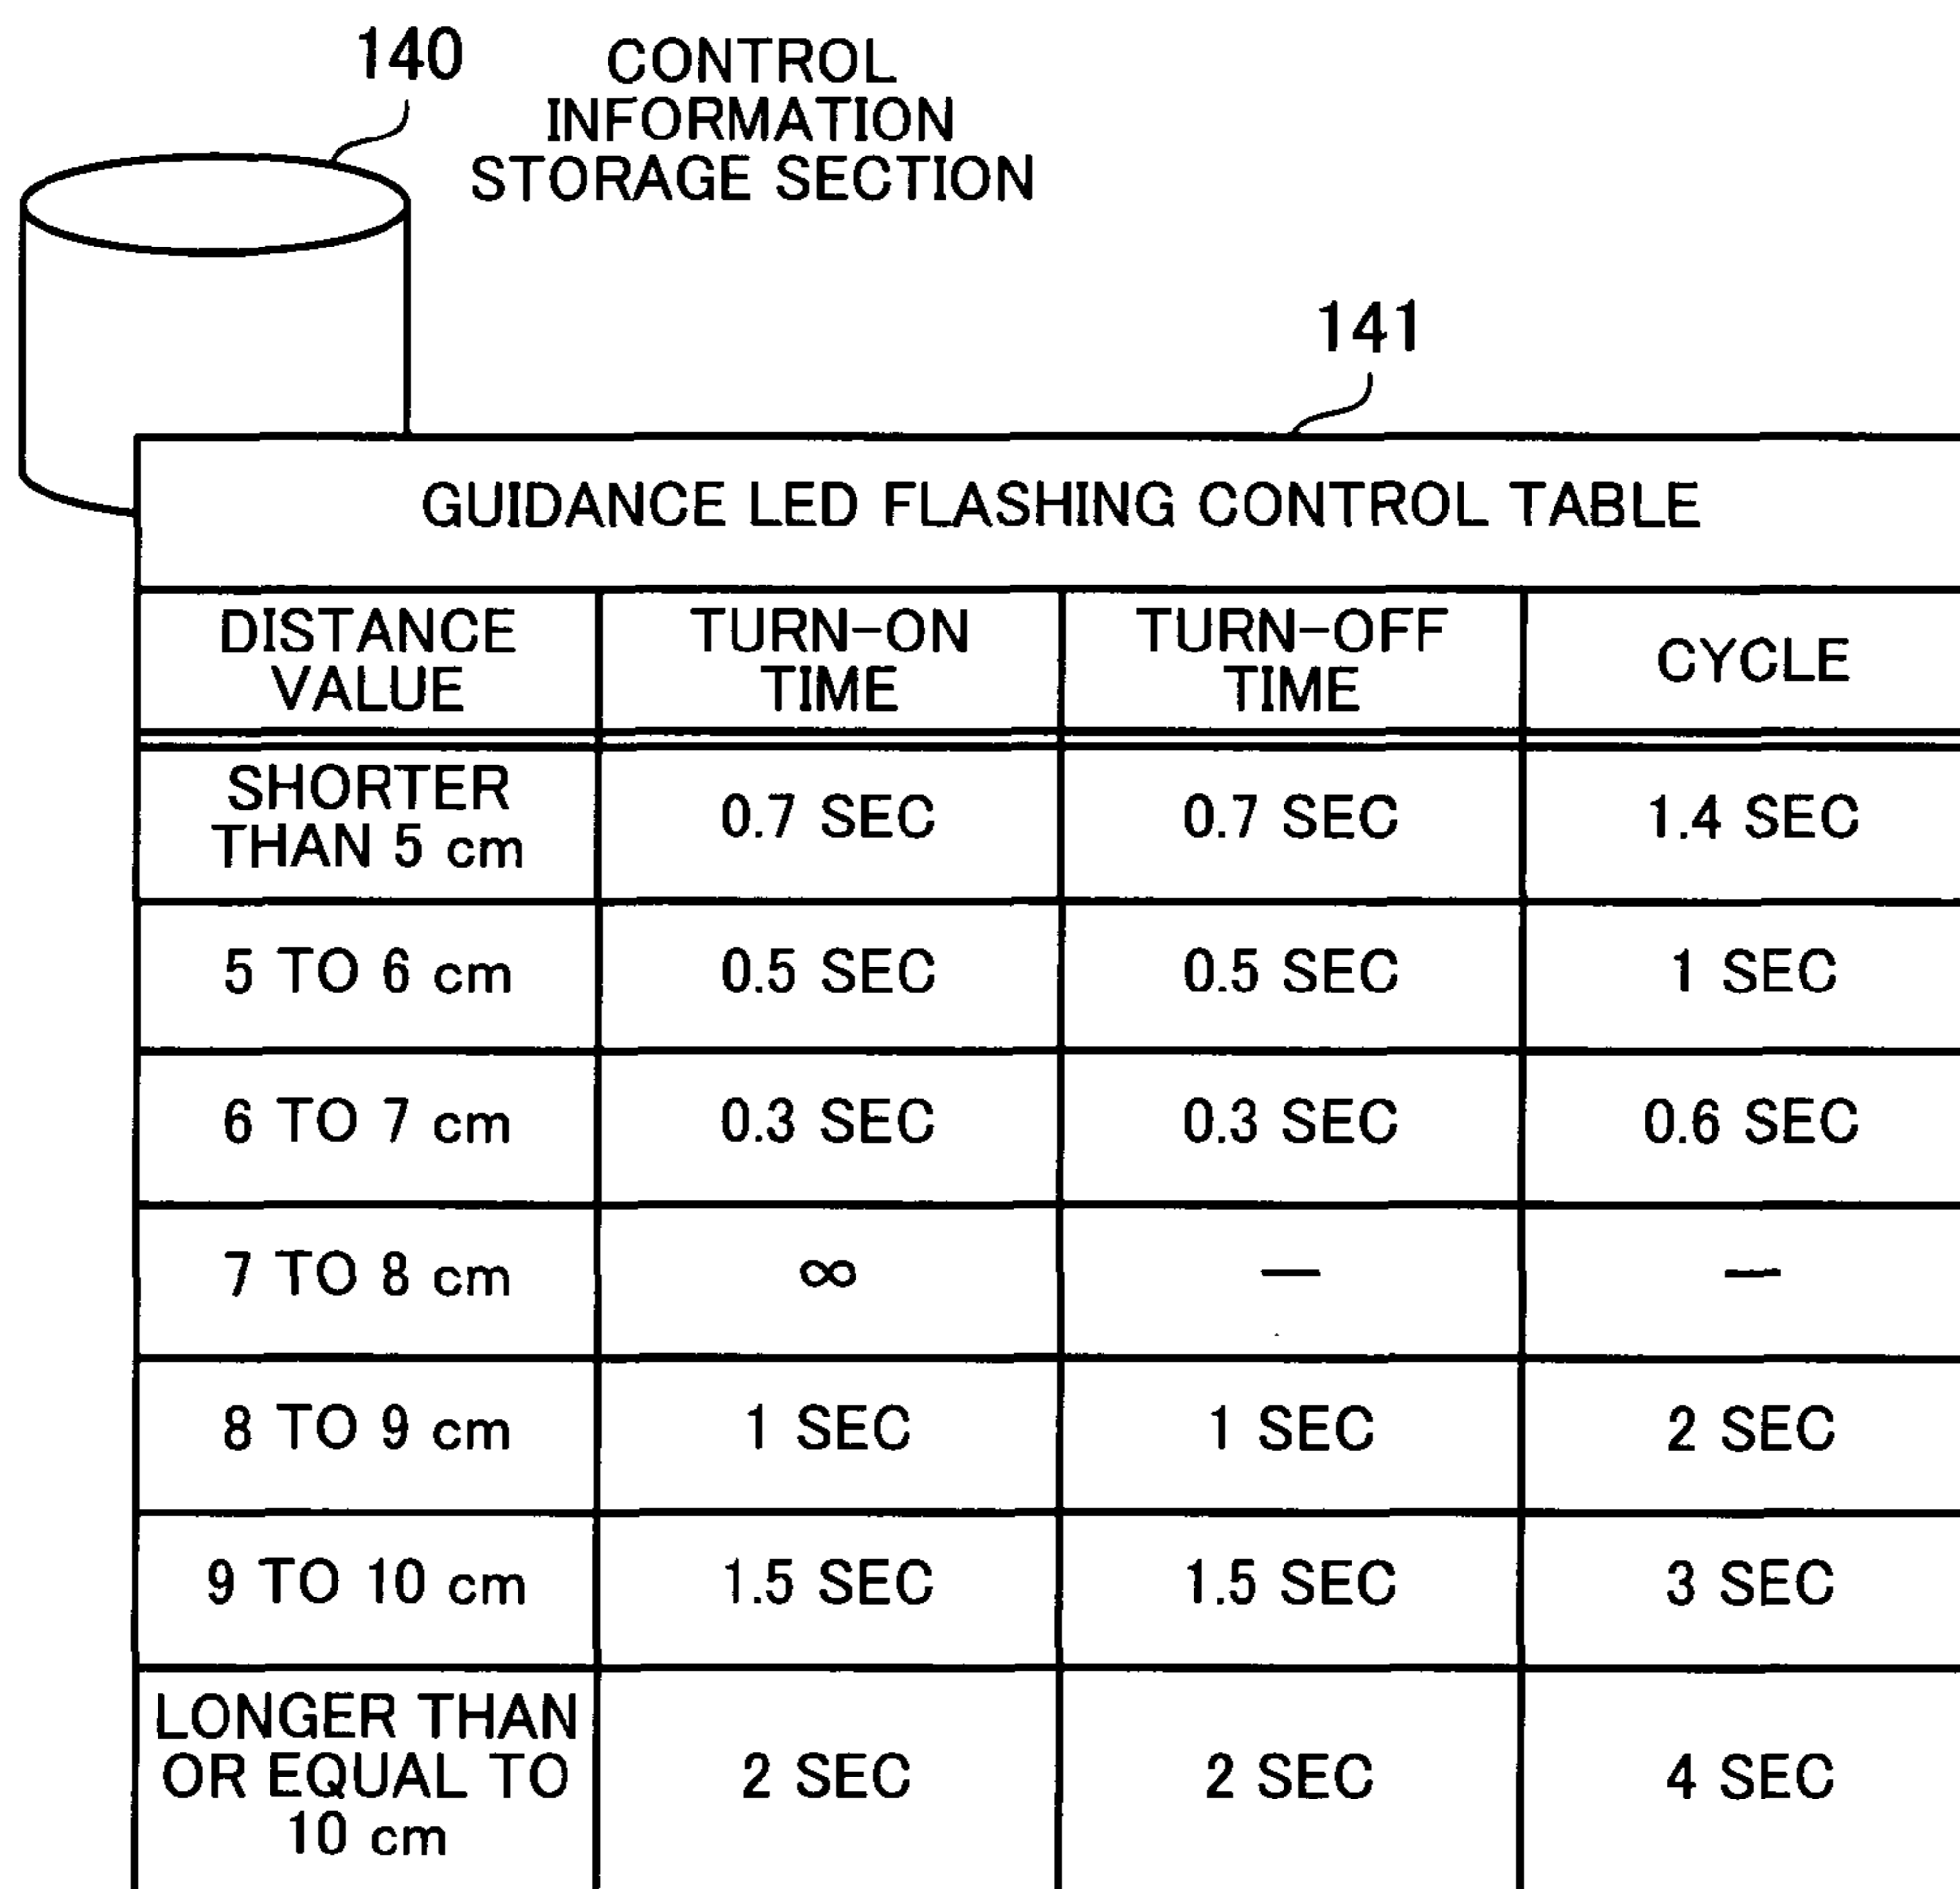 140
CONTROL
INFORMATION
STORAGE SECTION
141
GUIDANCE LED FLASHING CONTROL TABLE
DISTANCE
VALUE
TURN-ON
TIME
TURN-OFF
TIME
CYCLE
SHORTER
THAN 5 cm
0.7 SEC
0.7 SEC
1.4 SEC
5 TO 6 cm
0.5 SEC
0.5 SEC
1 SEC
6 TO 7 cm
0.3 SEC
0.3 SEC
0.6 SEC
7 TO 8 cm
∞
—
—
8 TO 9 cm
1 SEC
1 SEC
2 SEC
9 TO 10 cm
1.5 SEC
1.5 SEC
3 SEC
LONGER THAN
OR EQUAL TO
10 cm
2 SEC
2 SEC
4 SEC